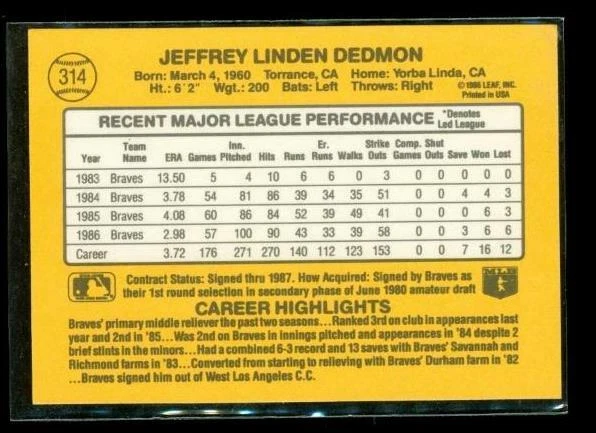 314
JEFFREY LINDEN DEDMON
Born: March 4, 1960 Torrance, CA Home: Yorba Linda, CA
Ht.: 6'2" Wgt.: 200 Bats: Left Throws: Right
©1986 LEAF, INC.
Printed in USA
RECENT MAJOR LEAGUE PERFORMANCE *Denotes
Led League
Team Inn. Er. Strike Comp. Shut
Year Name ERA Games Pitched Hits Runs Runs Walks Outs Games Outs Save Won Lost
1983 Braves 13.50 5 4 10 6 6 0 3 0 0 0 0 0
1984 Braves 3.78 54 81 86 39 34 35 51 0 0 4 4 3
1985 Braves 4.08 60 86 84 52 39 49 41 0 0 0 6 3
1986 Braves 2.98 57 100 90 43 33 39 58 0 0 3 6 6
Career 3.72 176 271 270 140 112 123 153 0 0 7 16 12
Contract Status: Signed thru 1987. How Acquired: Signed by Braves as
their 1st round selection in secondary phase of June 1980 amateur draft
MLB
CAREER HIGHLIGHTS
Braves' primary middle reliever the past two seasons...Ranked 3rd on club in appearances last
year and 2nd in '85...Was 2nd on Braves in innings pitched and appearances in '84 despite 2
brief stints in the minors...Had a combined 6-3 record and 13 saves with Braves' Savannah and
Richmond farms in '83...Converted from starting to relieving with Braves' Durham farm in '82
...Braves signed him out of West Los Angeles C.C.